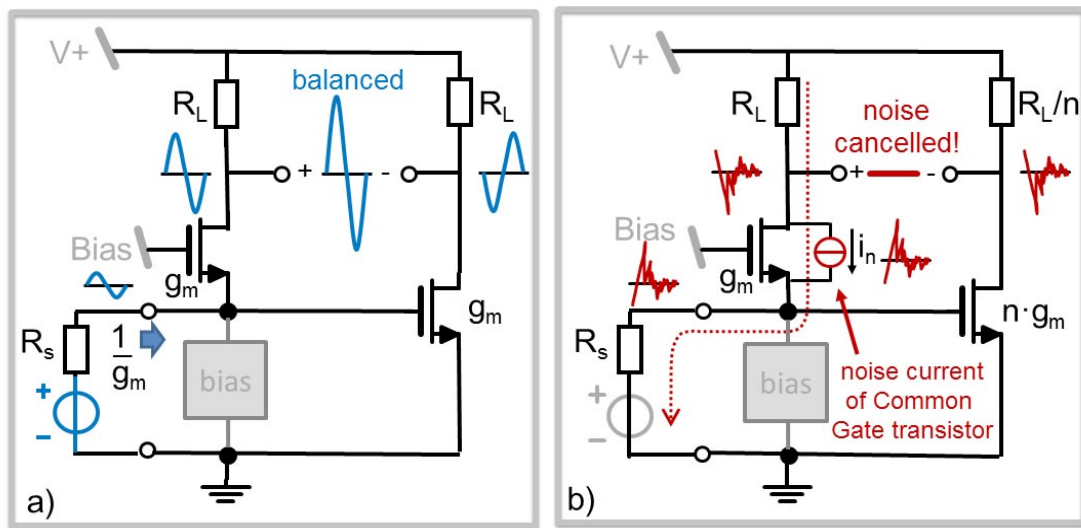 V+
R_L
balanced
R_L
+
-
Bias
g_m
g_m
R_s
1/g_m
bias
+
-
a)
V+
R_L
noise
cancelled!
R_L/n
+
-
Bias
i_n
g_m
n·g_m
R_s
bias
noise current
of Common
Gate transistor
+
-
b)